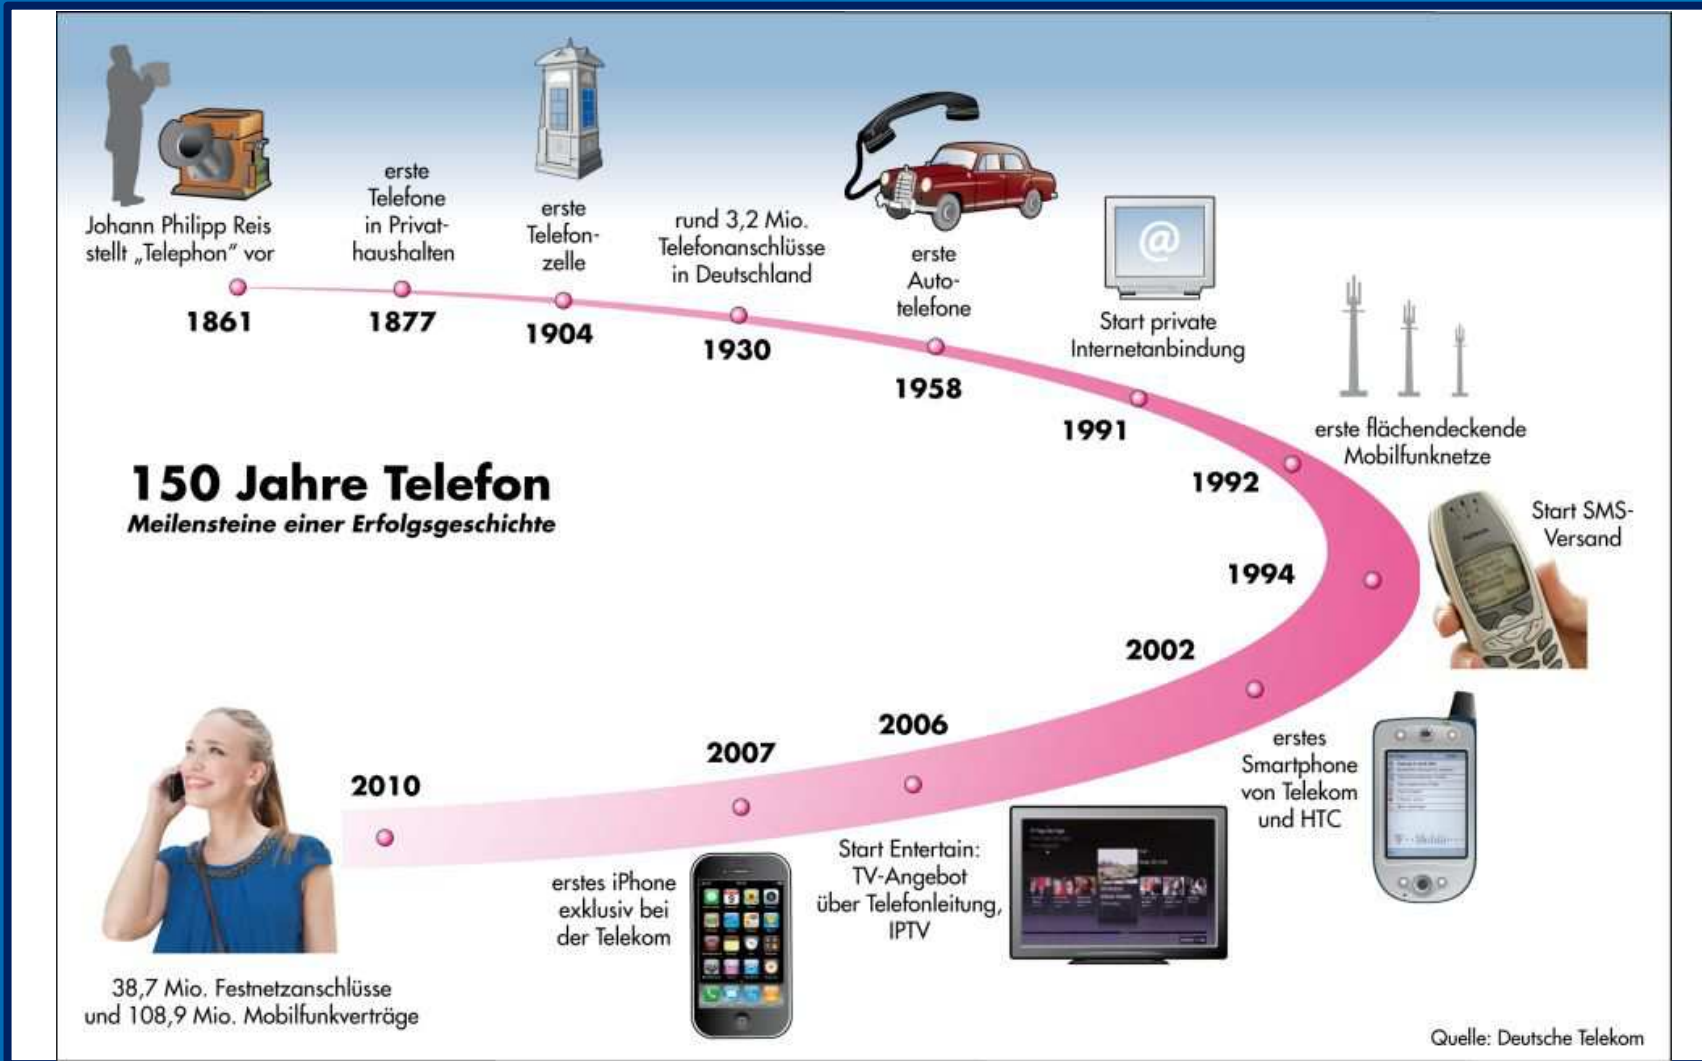 Johann Philipp Reis
stellt „Telephon“ vor
1861
erste
Telefone
in Privat-
haushalten
1877
erste
Telefon-
zelle
1904
rund 3,2 Mio.
Telefonanschlüsse
in Deutschland
1930
erste
Auto-
telefone
1958
@
Start private
Internetanbindung
1991
erste flächendeckende
Mobilfunknetze
1992
150 Jahre Telefon
Meilensteine einer Erfolgsgeschichte
Start SMS-
Versand
1994
2002
erstes
Smartphone
von Telekom
und HTC
2006
Start Entertain:
TV-Angebot
über Telefonleitung,
IPTV
2007
erstes iPhone
exklusiv bei
der Telekom
2010
38,7 Mio. Festnetzanschlüsse
und 108,9 Mio. Mobilfunkverträge
Quelle: Deutsche Telekom